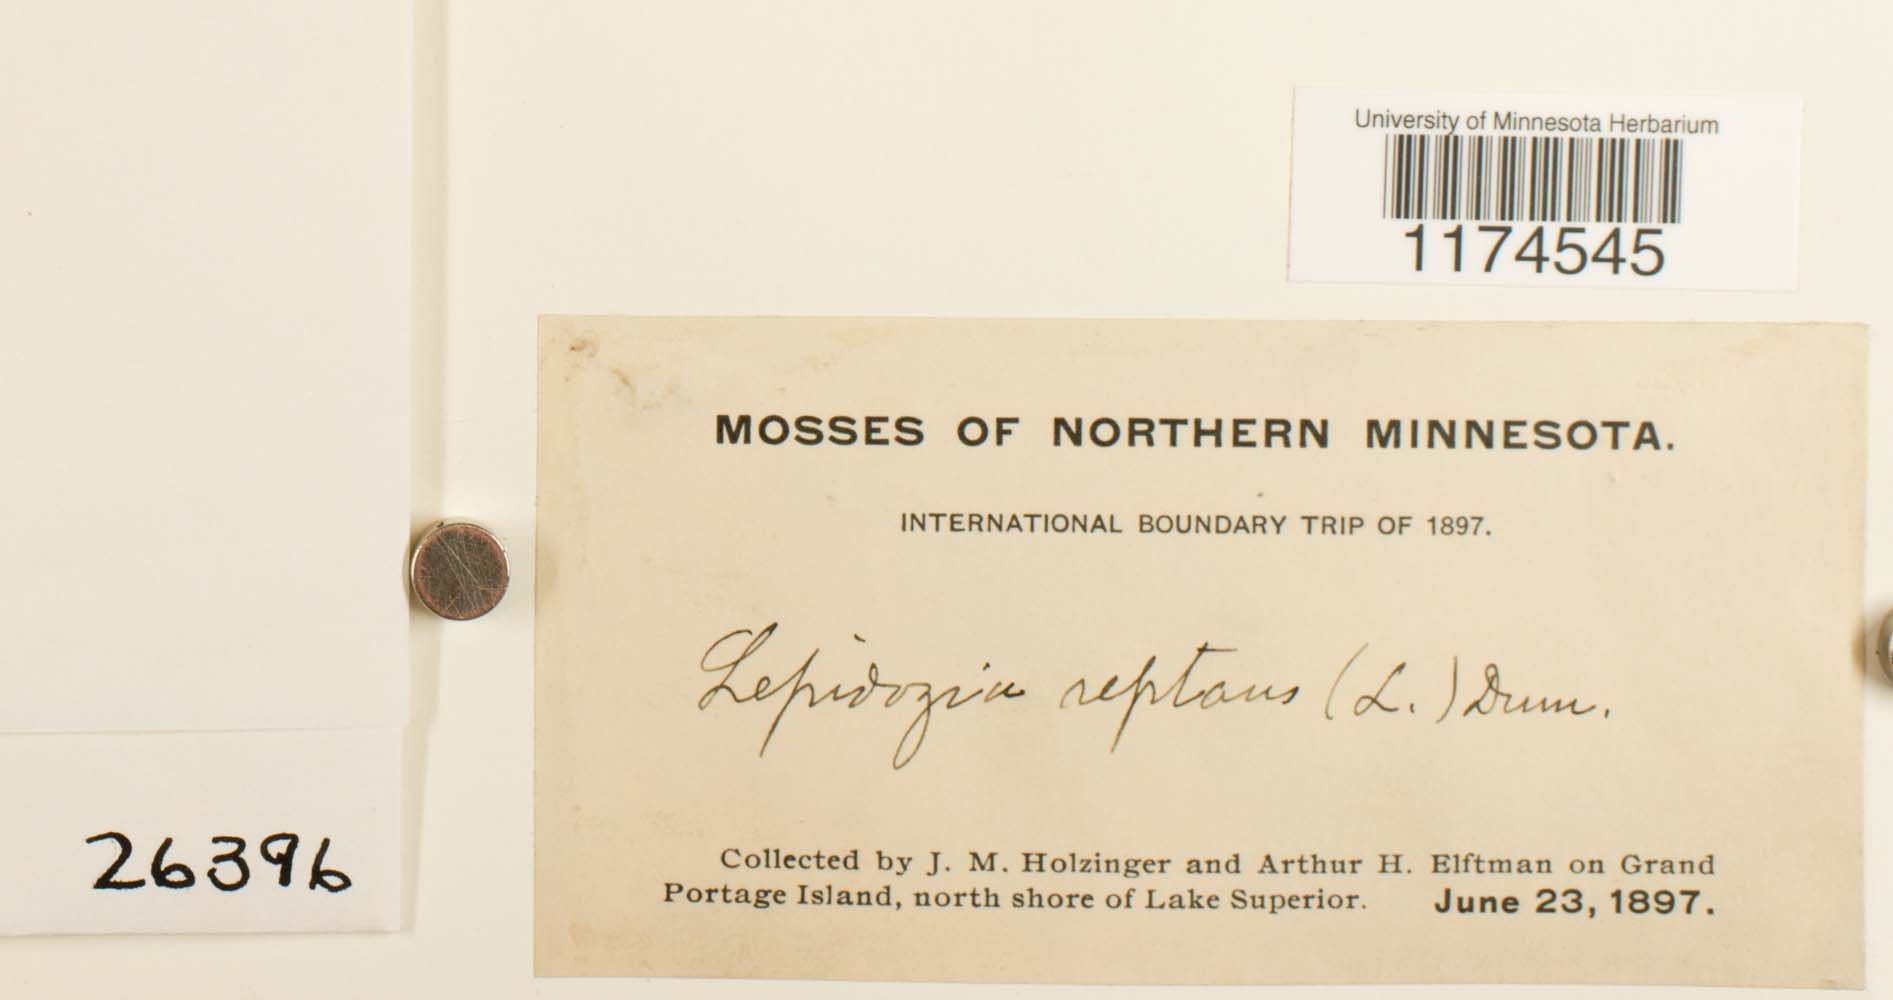 University of Minnesota Herbarium
1174545
MOSSES OF NORTHERN MINNESOTA.
INTERNATIONAL BOUNDARY TRIP OF 1897.
Lepidozia reptans (L.) Dum.
Collected by J. M. Holzinger and Arthur H. Elftman on Grand
Portage Island, north shore of Lake Superior. June 23, 1897.
26396